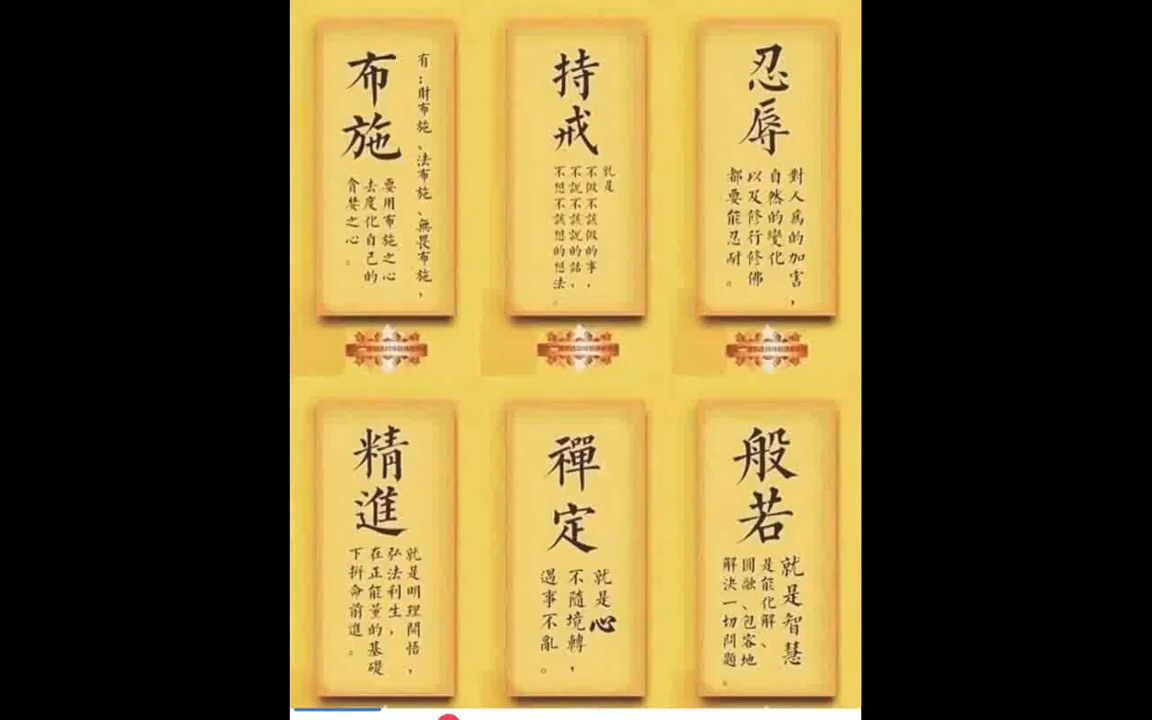 布施
有：財布施、法布施、無畏布施，
要用布施之心
去度化自己的
貪婪之心。
持戒
就是
不做不該做的事，
不說不該說的話，
不想不該想的想法。
忍辱
對人為的加害，
自然的變化
以及修行修佛
都要能忍耐。
精進
就是明理開悟，
弘法利生，
在正能量的基礎
下拼命前進。
禪定
就是心
不隨境轉，
遇事不亂。
般若
就是智慧
是能化解、
圓融、包容地
解決一切問題。